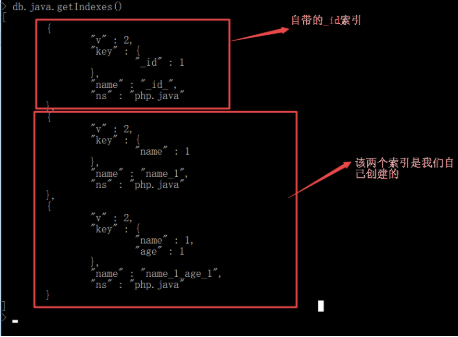 > db.java.getIndexes()
[
{
"v" : 2,
"key" : {
"_id" : 1
},
"name" : "_id_",
"ns" : "php.java"
},
{
"v" : 2,
"key" : {
"name" : 1
},
"name" : "name_1",
"ns" : "php.java"
},
{
"v" : 2,
"key" : {
"name" : 1,
"age" : 1
},
"name" : "name_1_age_1",
"ns" : "php.java"
}
]
>
自带的_id索引
该两个索引是我们自
己创建的